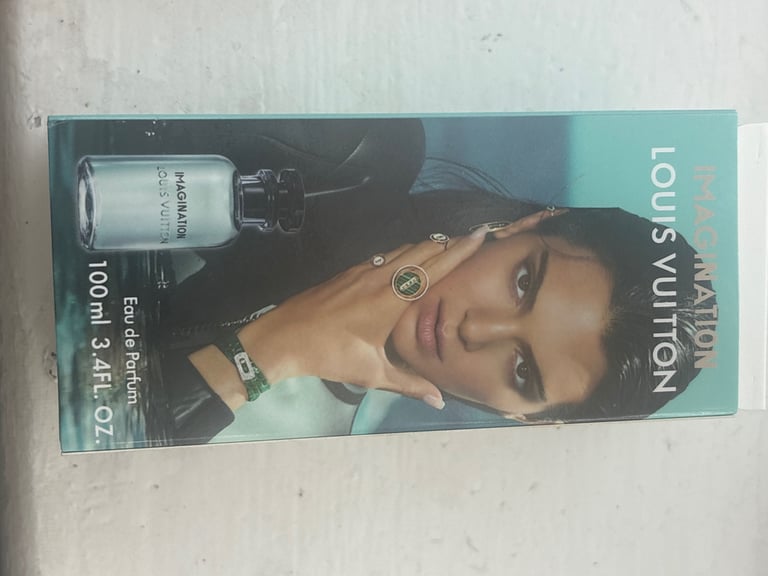 IMAGINATION
LOUIS VUITTON
IMAGINATION
LOUIS VUITTON
Eau de Parfum
100ml 3.4FL. OZ.